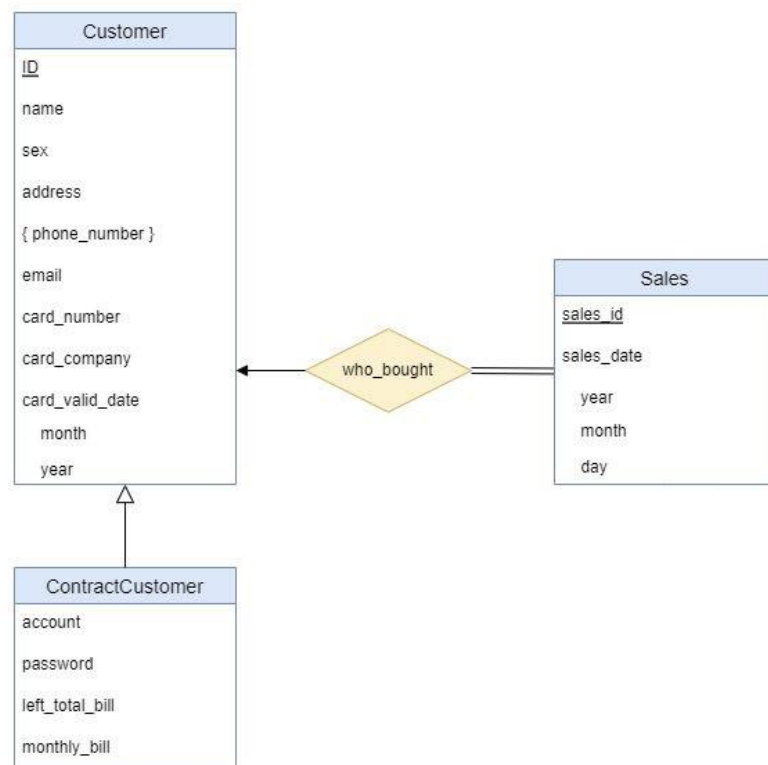 Customer
ID
name
sex
address
{ phone_number }
email
card_number
card_company
card_valid_date
month
year
who_bought
Sales
sales_id
sales_date
year
month
day
ContractCustomer
account
password
left_total_bill
monthly_bill